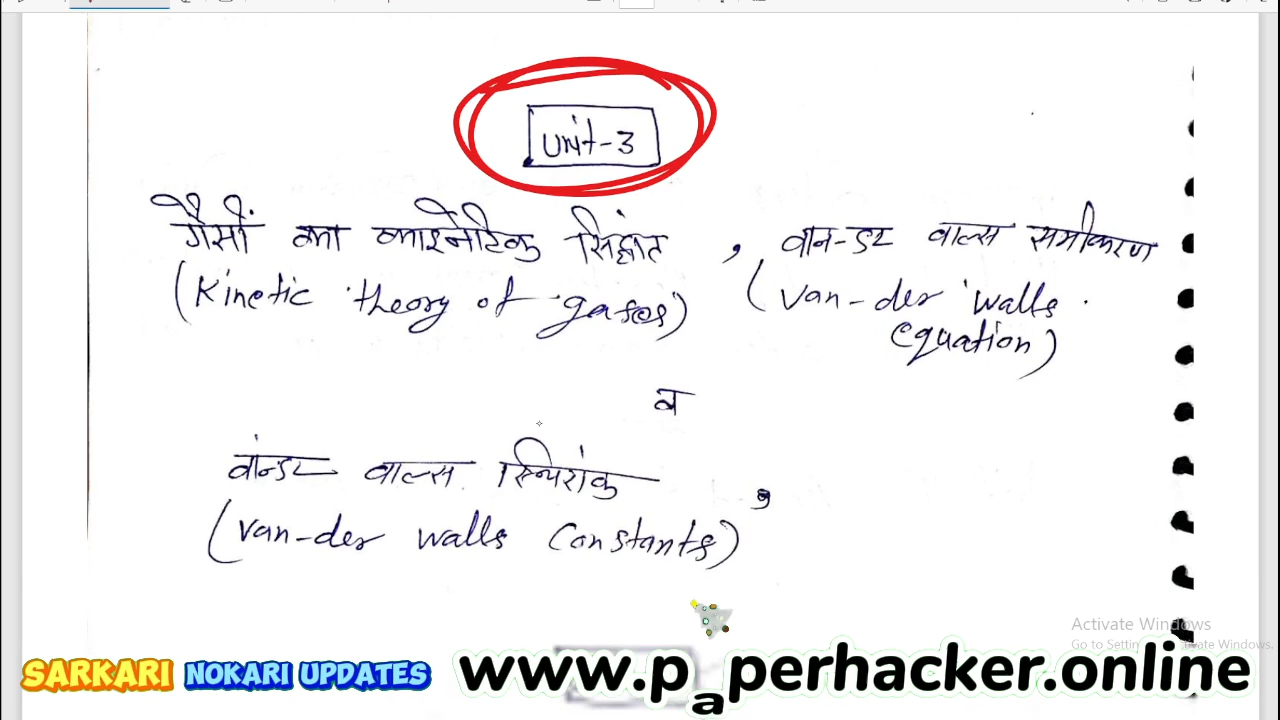 Unit-3
गैसों का काइनेटिक सिद्धांत , वान-डर वाल्स समीकरण
(Kinetic theory of gases) (Van-der walls
equation)
व
वांन्डर वाल्स स्थिरांक ,
(Van-der walls constants)
Activate Windows
SARKARI NOKARI UPDATES www.paperhacker.online